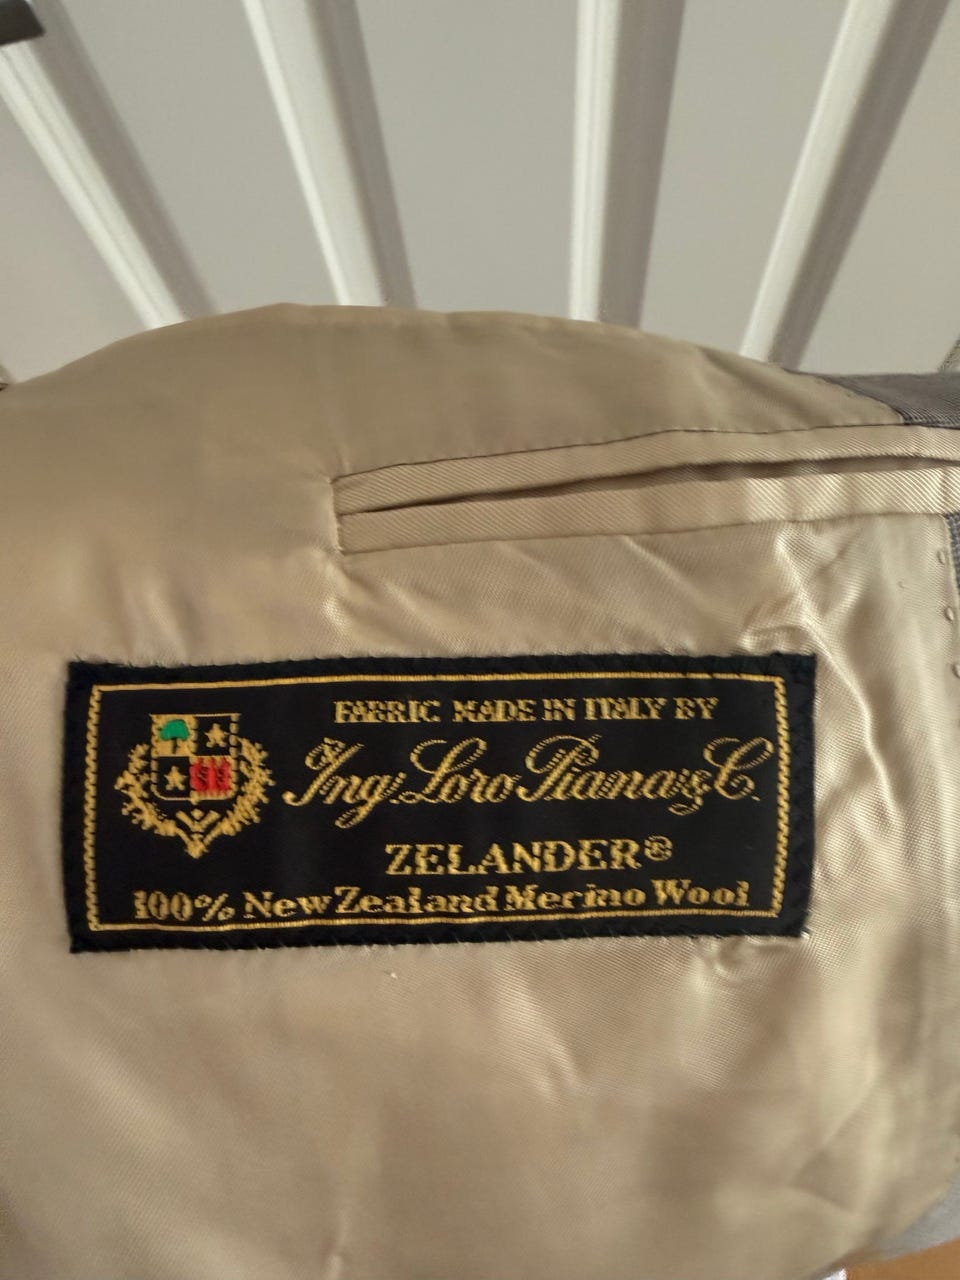 FABRIC MADE IN ITALY BY
Ing. Loro Piana & C.
ZELANDER®
100% New Zealand Merino Wool